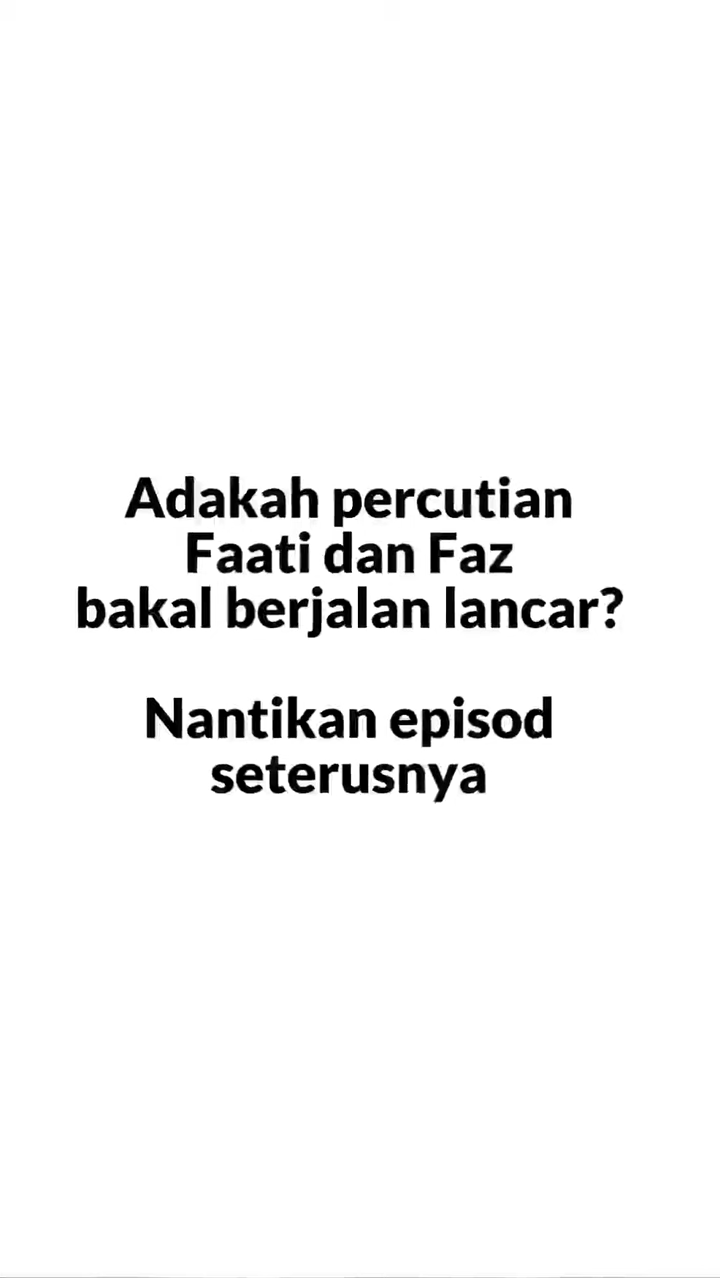 Adakah percutian
Faati dan Faz
bakal berjalan lancar?
Nantikan episod
seterusnya